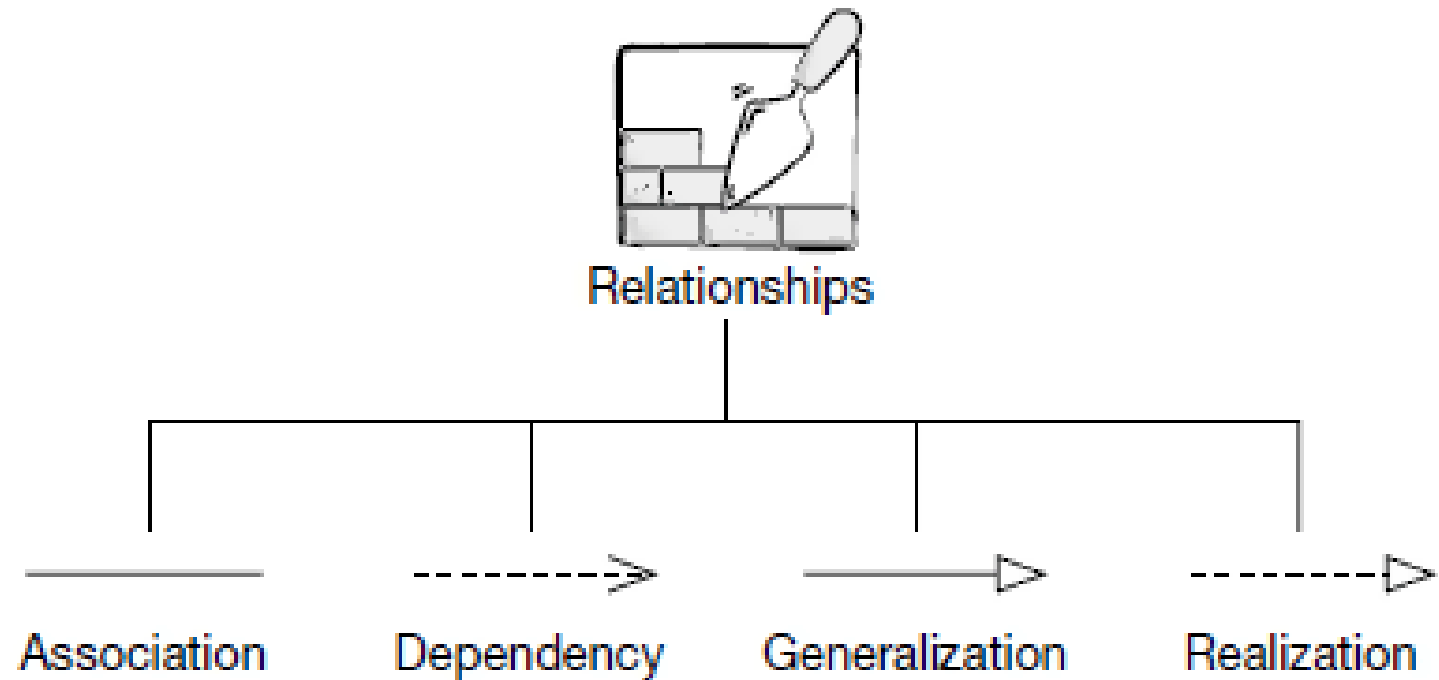 Relationships
Association
Dependency
Generalization
Realization